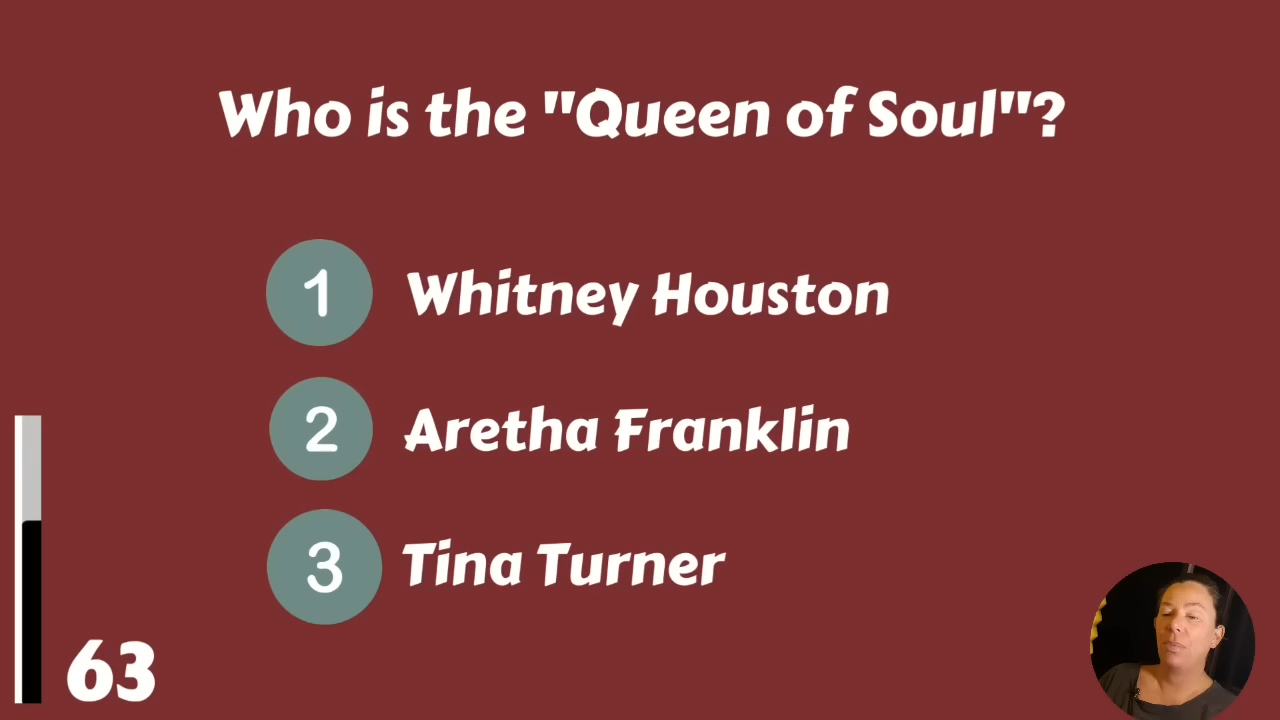 Who is the "Queen of Soul"?
1 Whitney Houston
2 Aretha Franklin
3 Tina Turner
63